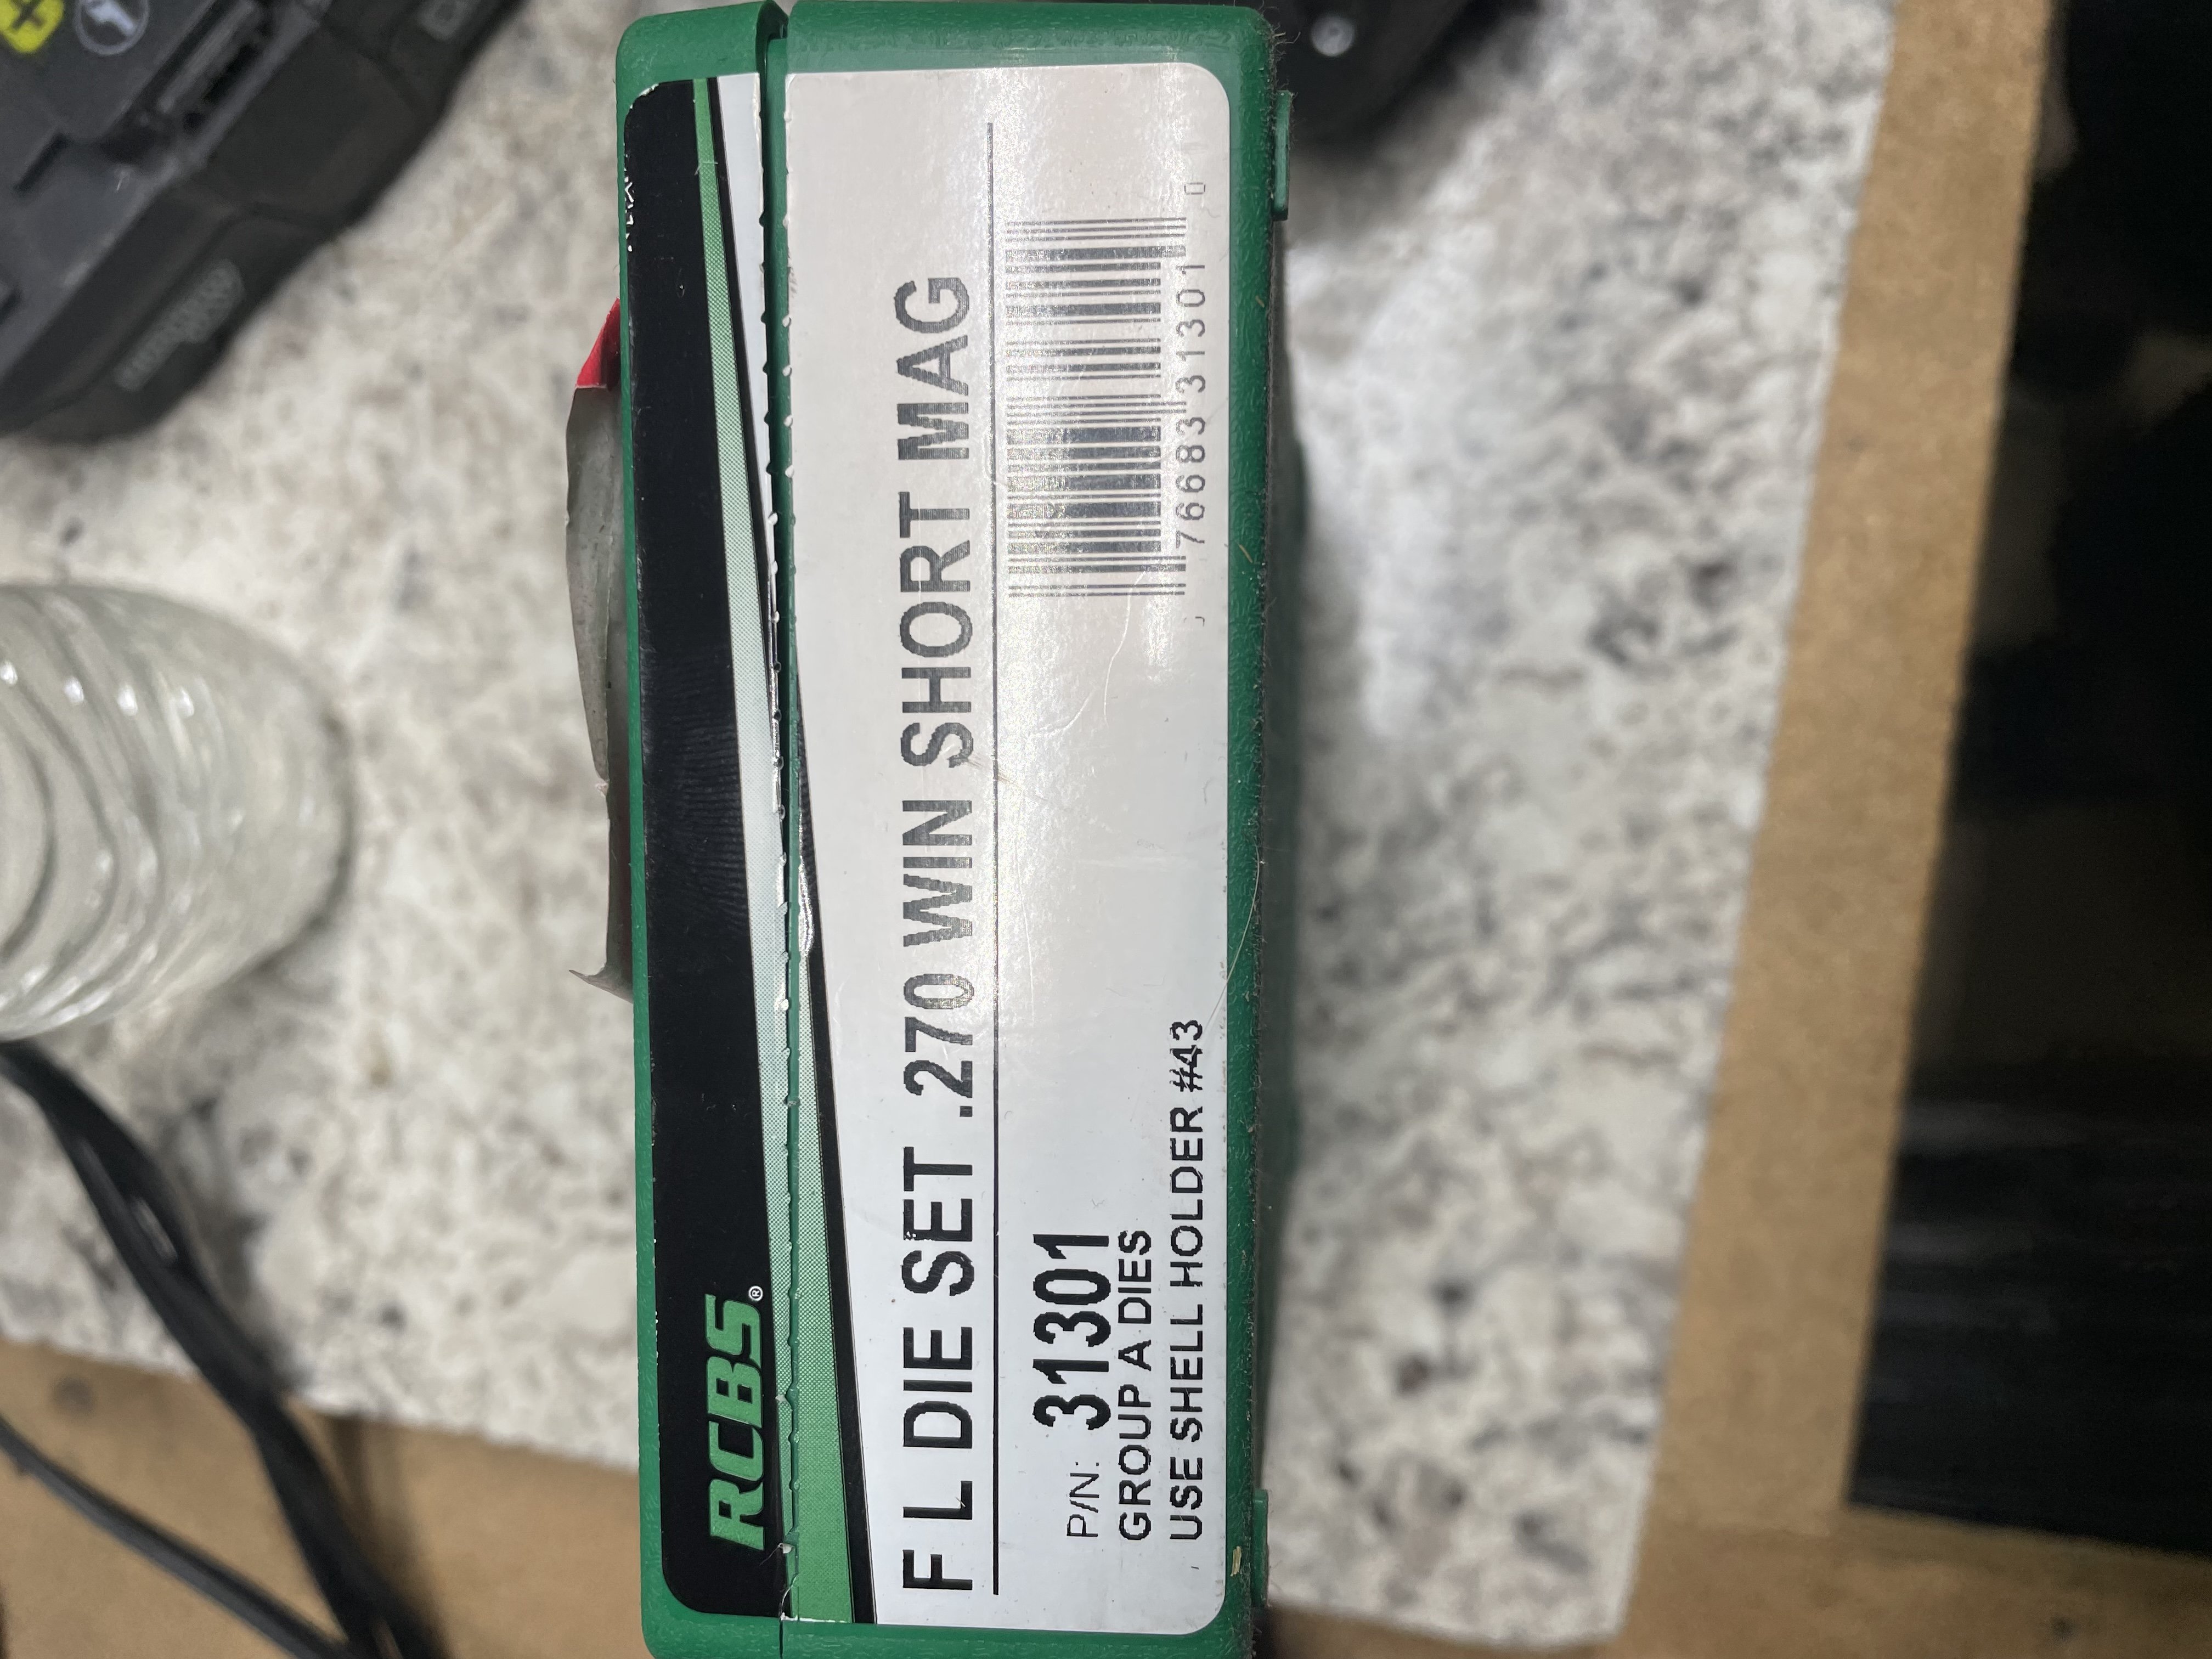 RCBS®
F L DIE SET .270 WIN SHORT MAG
P/N: 31301
GROUP A DIES
USE SHELL HOLDER #43
76683 31301 0